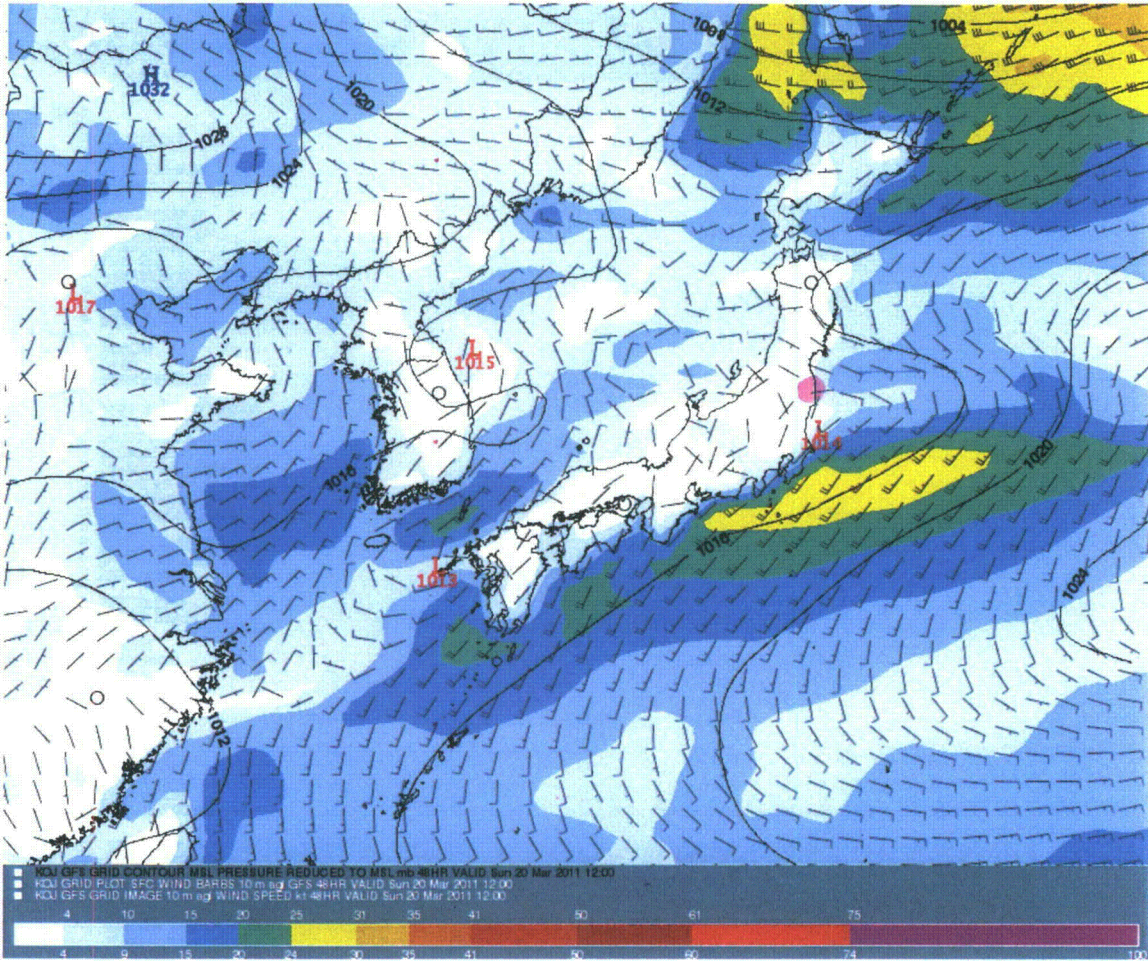 1004
1008
H
1032
1020
1012
1028
1024
L
1017
L
1015
L
1014
1020
1016
1016
L
1013
1024
1012
KOJ GFS GRID CONTOUR MSL PRESSURE REDUCED TO MSL mb 48HR VALID Sun 20 Mar 2011 12:00
KOJ GRID PLOT SFC WIND BARBS 10 m agl GFS 48HR VALID Sun 20 Mar 2011 12:00
KOJ GFS GRID IMAGE 10 m agl WIND SPEED kt 48HR VALID Sun 20 Mar 2011 12:00
4 10 15 20 25 31 35 41 50 61 75
4 9 15 20 24 30 35 41 50 60 74 100